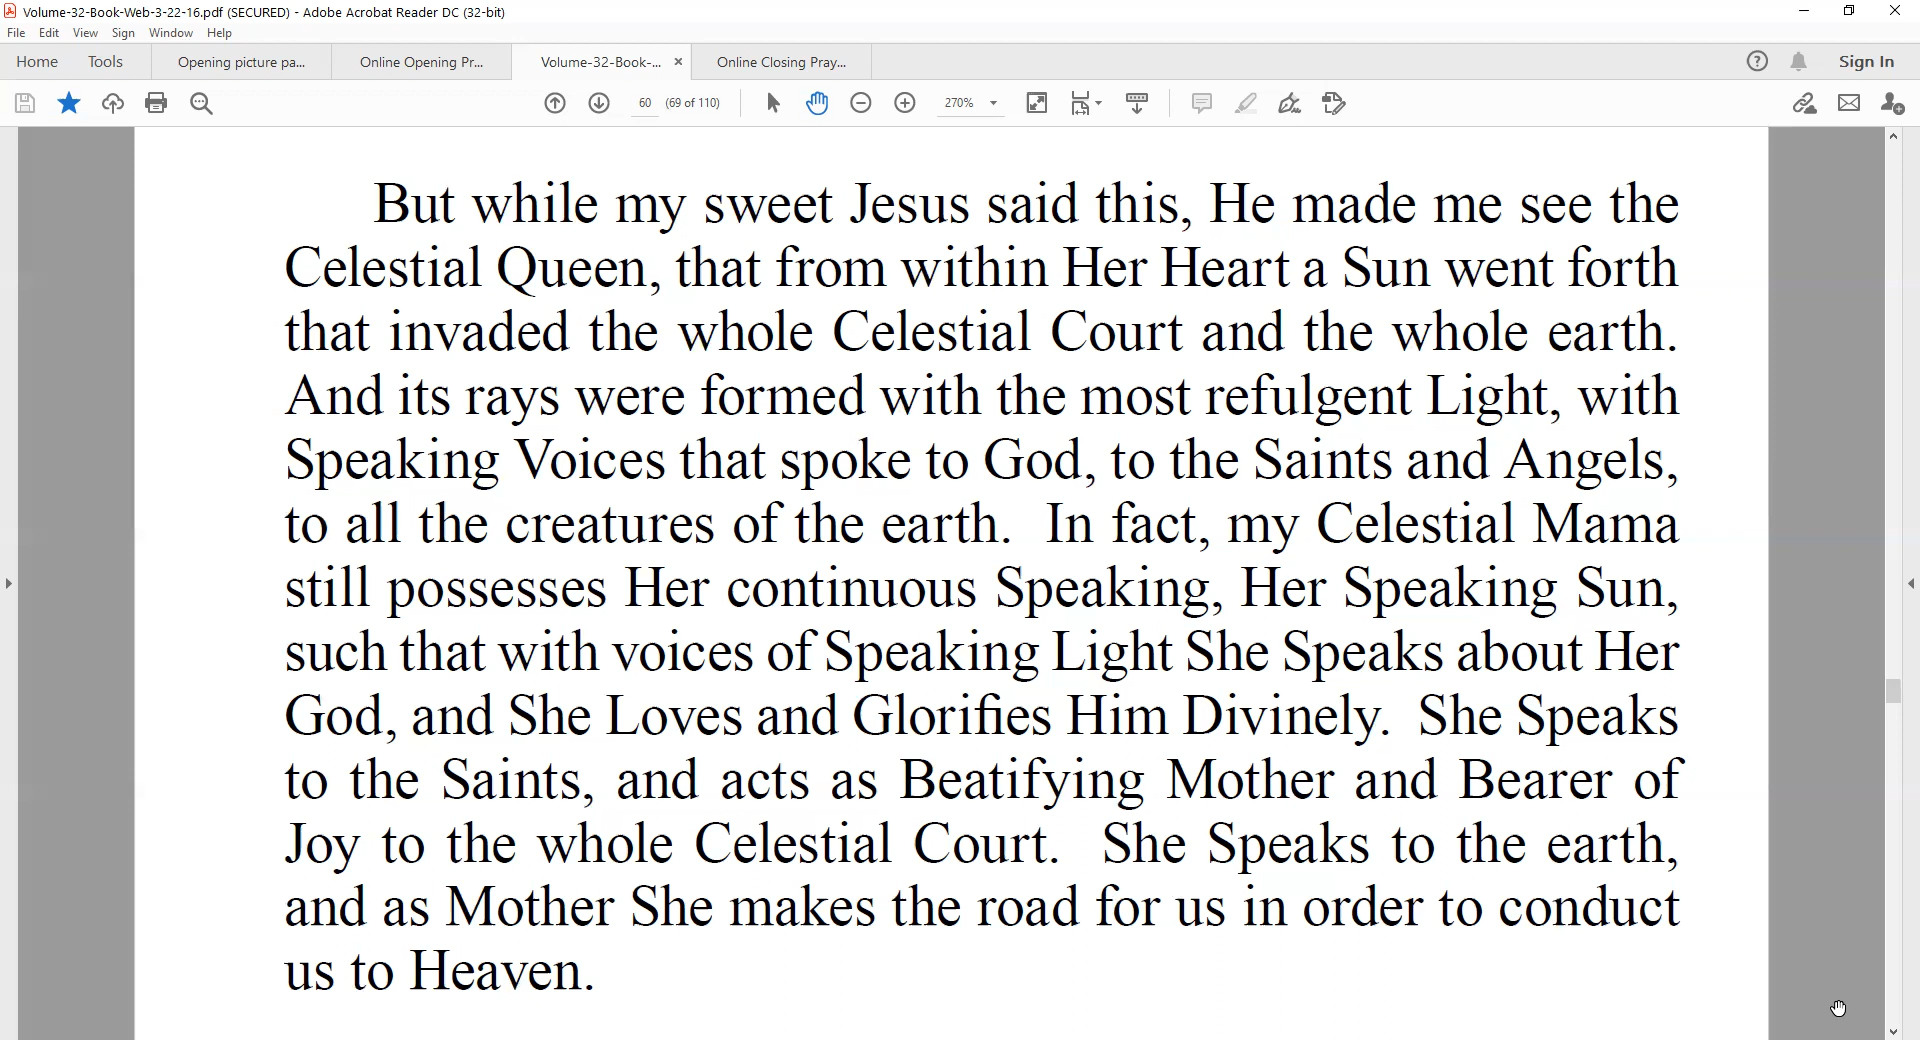 Volume-32-Book-Web-3-22-16.pdf (SECURED) - Adobe Acrobat Reader DC (32-bit)
File Edit View Sign Window Help
Home Tools Opening picture pa... Online Opening Pr... Volume-32-Book-... × Online Closing Pray... ? Sign In
60 (69 of 110) 270%
But while my sweet Jesus said this, He made me see the
Celestial Queen, that from within Her Heart a Sun went forth
that invaded the whole Celestial Court and the whole earth.
And its rays were formed with the most refulgent Light, with
Speaking Voices that spoke to God, to the Saints and Angels,
to all the creatures of the earth. In fact, my Celestial Mama
still possesses Her continuous Speaking, Her Speaking Sun,
such that with voices of Speaking Light She Speaks about Her
God, and She Loves and Glorifies Him Divinely. She Speaks
to the Saints, and acts as Beatifying Mother and Bearer of
Joy to the whole Celestial Court. She Speaks to the earth,
and as Mother She makes the road for us in order to conduct
us to Heaven.